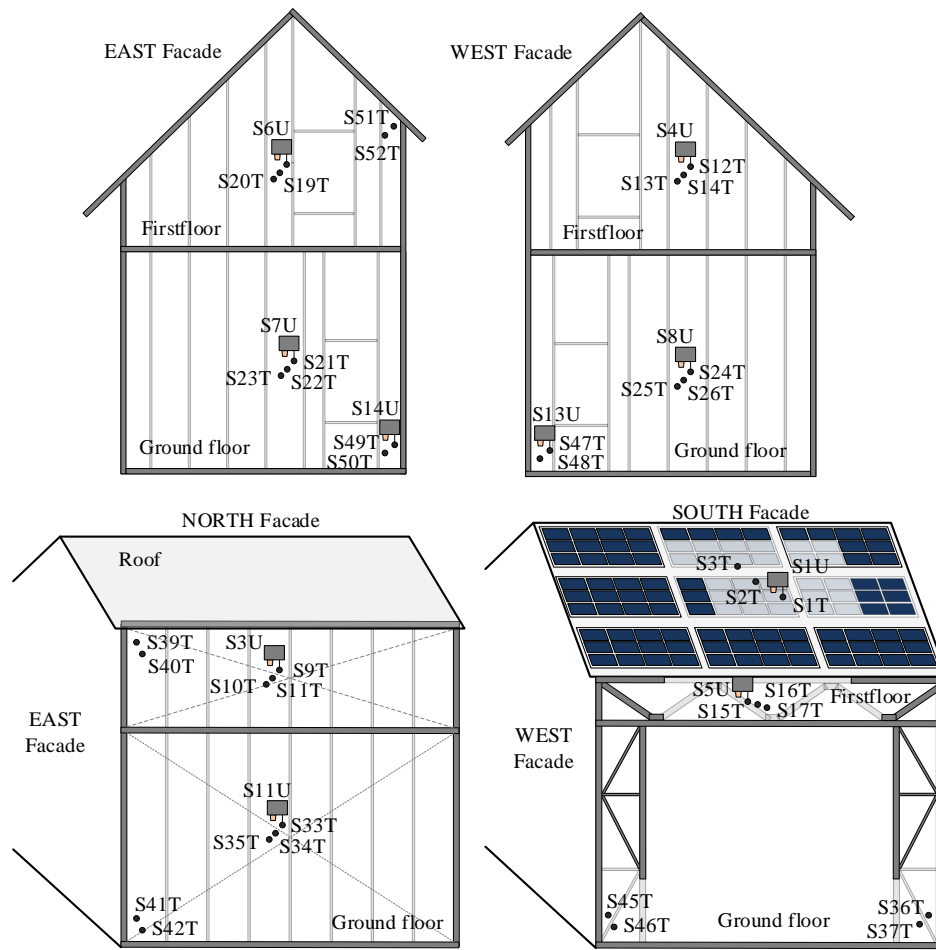 EAST Facade
S51T
S6U
S52T
S20T
S19T
Firstfloor
S7U
S21T
S23T
S22T
S14U
S49T
Ground floor
S50T
WEST Facade
S4U
S12T
S13T
S14T
Firstfloor
S8U
S24T
S25T
S26T
S13U
S47T
Ground floor
S48T
NORTH Facade
Roof
S39T
S3U
S40T
S9T
S10T
S11T
EAST
Facade
S11U
S33T
S35T
S34T
S41T
S42T
Ground floor
SOUTH Facade
S3T
S1U
S2T
S1T
S5U
S16T
Firstfloor
S15T
S17T
WEST
Facade
S45T
S36T
S46T
Ground floor
S37T